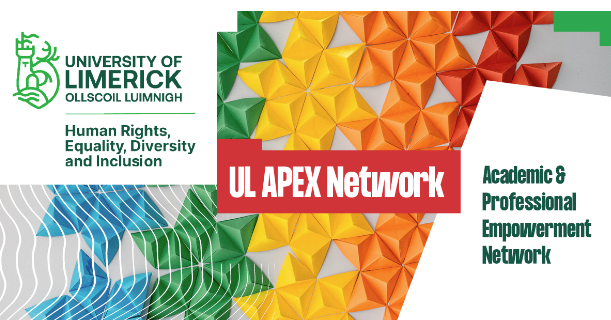 UNIVERSITY OF
LIMERICK
OLLSCOIL LUIMNIGH
Human Rights,
Equality, Diversity
and Inclusion
UL APEX Network
Academic &
Professional
Empowerment
Network